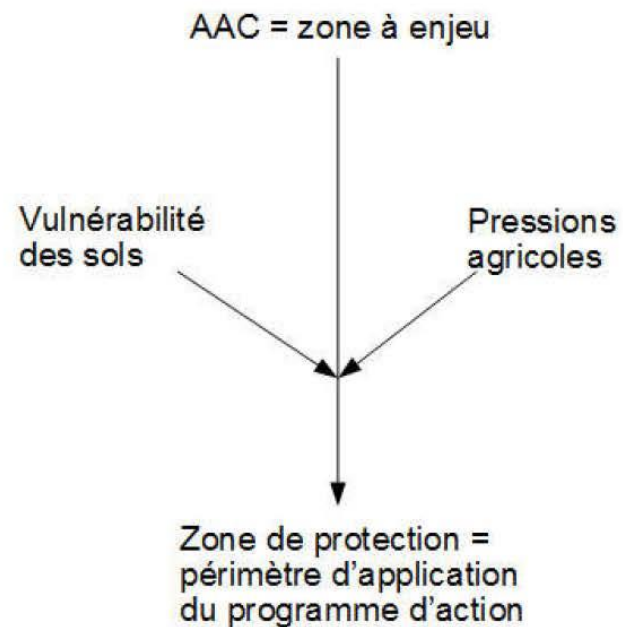 AAC = zone à enjeu
Vulnérabilité
des sols
Pressions
agricoles
Zone de protection =
périmètre d'application
du programme d'action